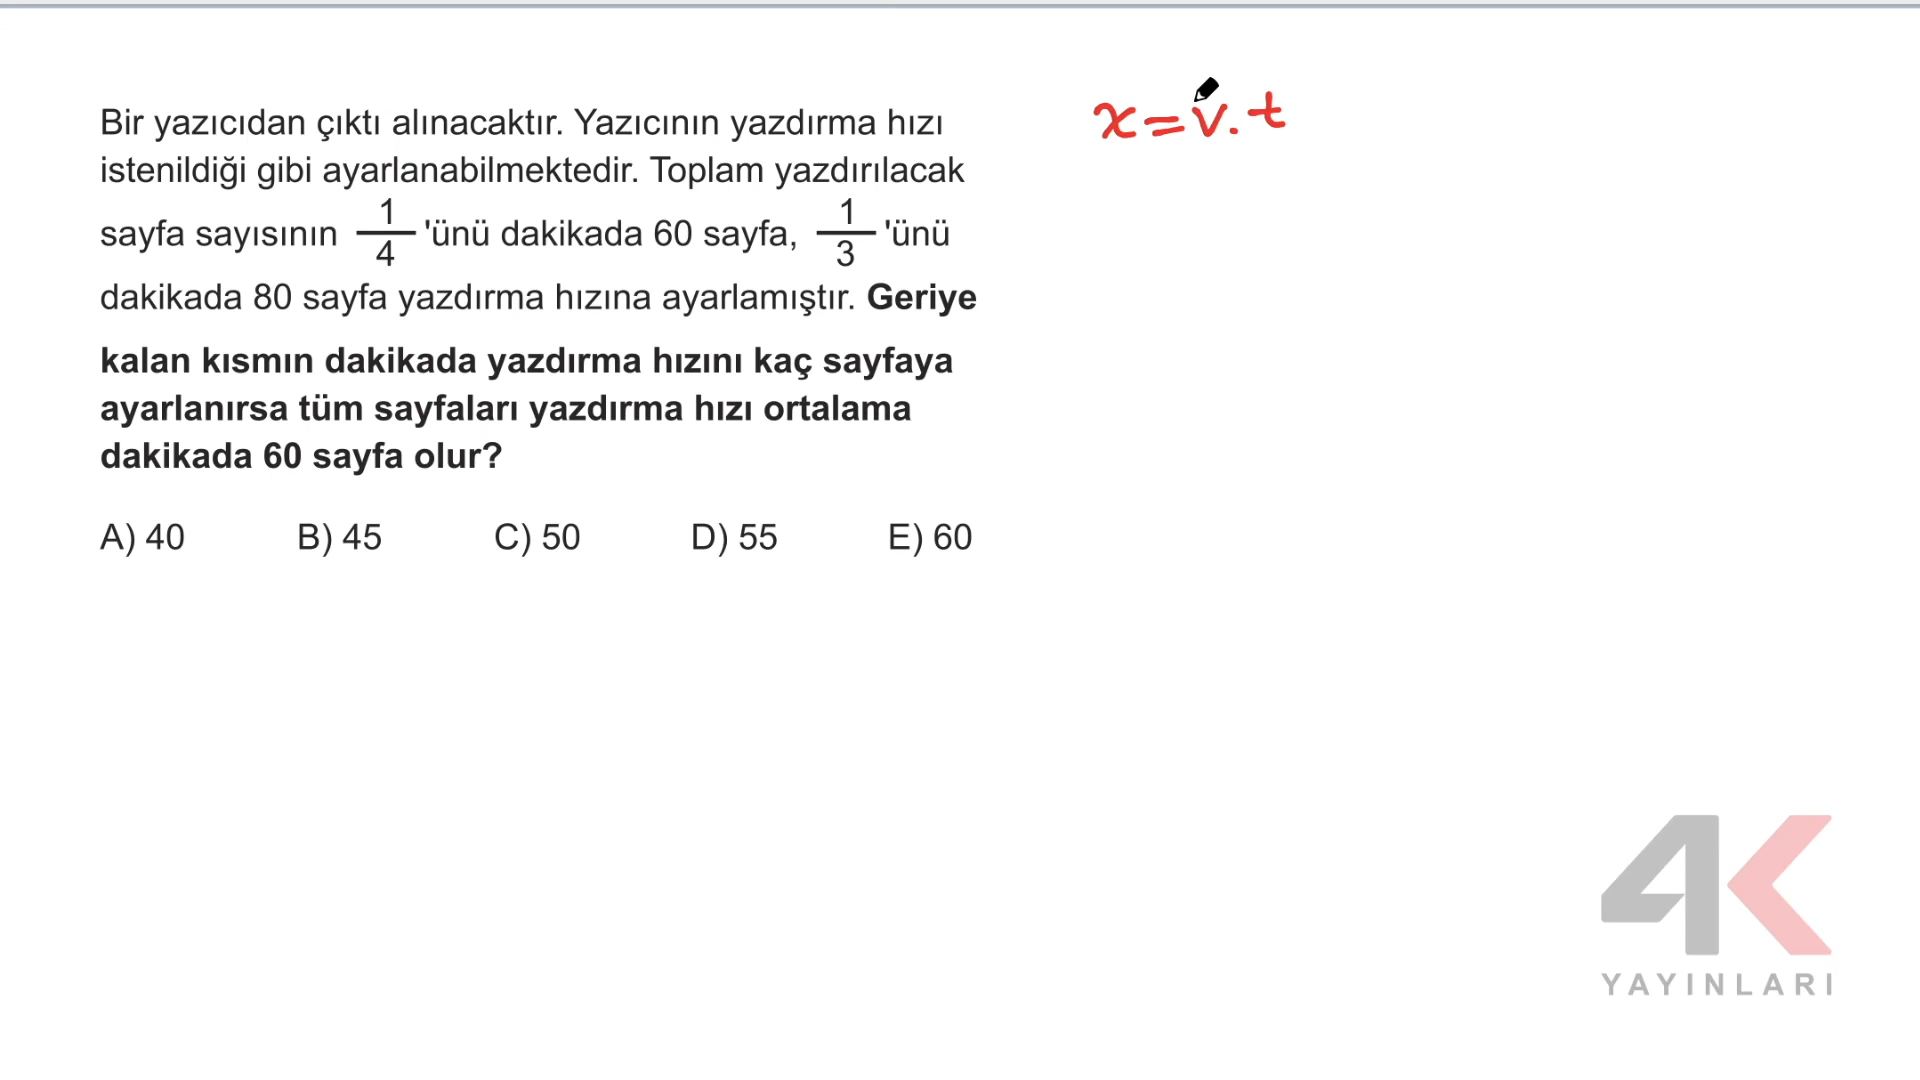 Bir yazıcıdan çıktı alınacaktır. Yazıcının yazdırma hızı
istenildiği gibi ayarlanabilmektedir. Toplam yazdırılacak
sayfa sayısının 1/4 'ünü dakikada 60 sayfa, 1/3 'ünü
dakikada 80 sayfa yazdırma hızına ayarlamıştır. Geriye
kalan kısmın dakikada yazdırma hızını kaç sayfaya
ayarlanırsa tüm sayfaları yazdırma hızı ortalama
dakikada 60 sayfa olur?
A) 40 B) 45 C) 50 D) 55 E) 60
x = v. t
4K
YAYINLARI